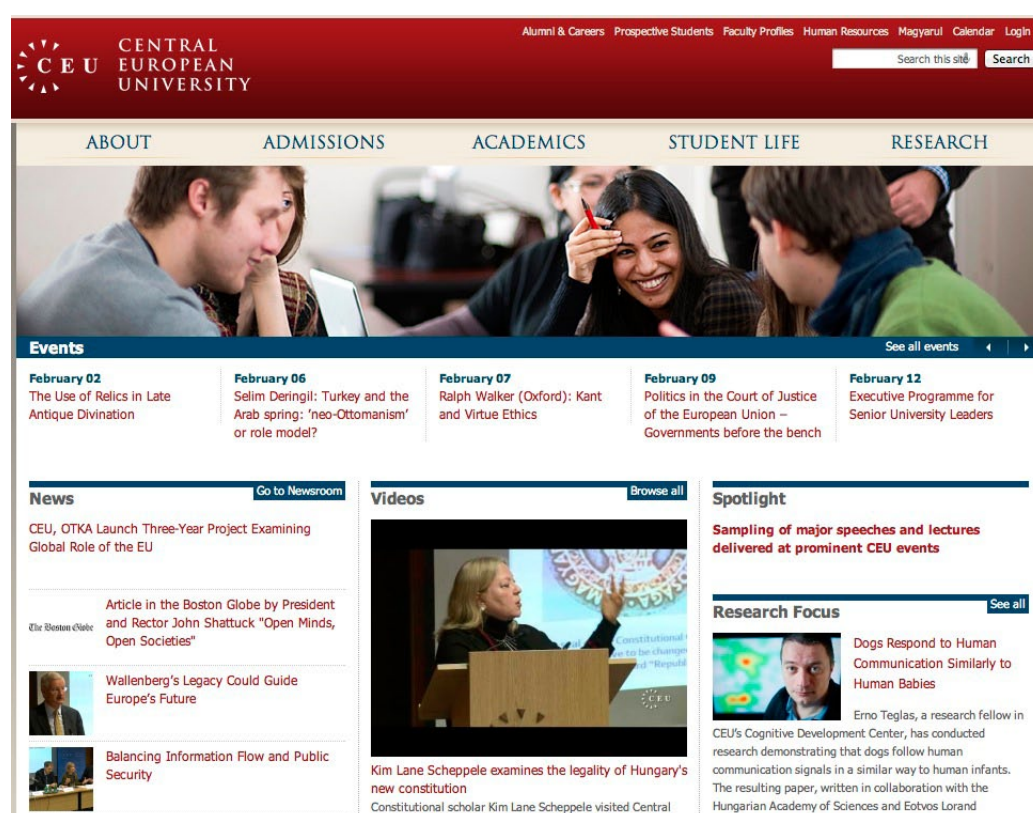 Alumni & Careers Prospective Students Faculty Profiles Human Resources Magyarul Calendar Login
CEU
CENTRAL
EUROPEAN
UNIVERSITY
Search this site
Search
ABOUT ADMISSIONS ACADEMICS STUDENT LIFE RESEARCH
Events
See all events
February 02
The Use of Relics in Late
Antique Divination
February 06
Selim Deringil: Turkey and the
Arab spring: 'neo-Ottomanism'
or role model?
February 07
Ralph Walker (Oxford): Kant
and Virtue Ethics
February 09
Politics in the Court of Justice
of the European Union –
Governments before the bench
February 12
Executive Programme for
Senior University Leaders
News
Go to Newsroom
CEU, OTKA Launch Three-Year Project Examining
Global Role of the EU
The Boston Globe
Article in the Boston Globe by President
and Rector John Shattuck "Open Minds,
Open Societies"
Wallenberg's Legacy Could Guide
Europe's Future
Balancing Information Flow and Public
Security
Videos
Browse all
Constitutional
to be change
d "Republ
CEU
Kim Lane Scheppele examines the legality of Hungary's
new constitution
Constitutional scholar Kim Lane Scheppele visited Central
Spotlight
Sampling of major speeches and lectures
delivered at prominent CEU events
Research Focus
See all
Dogs Respond to Human
Communication Similarly to
Human Babies
Erno Teglas, a research fellow in
CEU's Cognitive Development Center, has conducted
research demonstrating that dogs follow human
communication signals in a similar way to human infants.
The resulting paper, written in collaboration with the
Hungarian Academy of Sciences and Eotvos Lorand